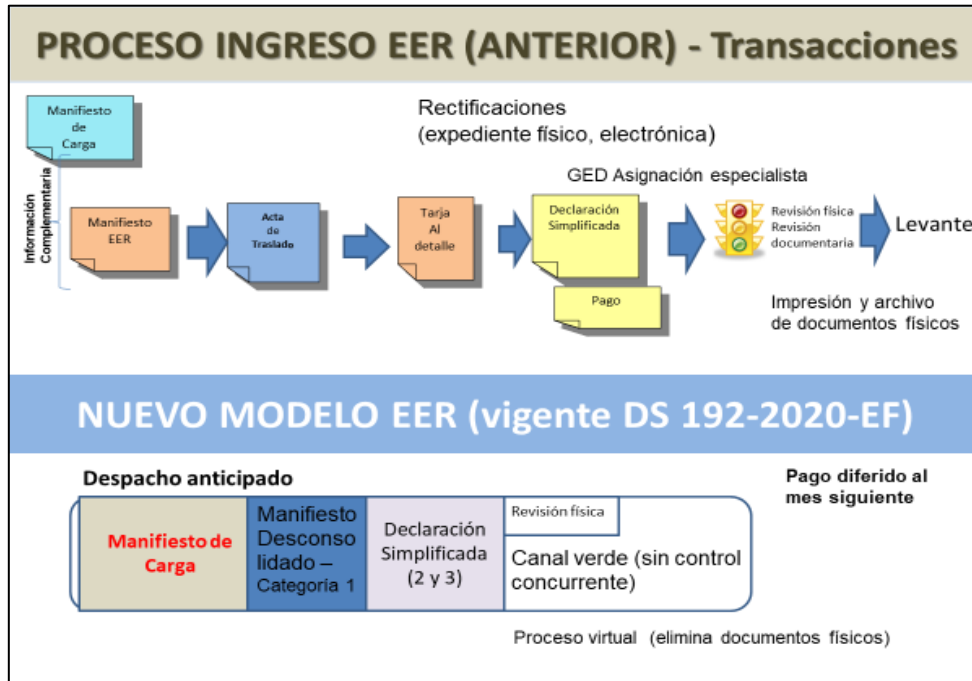 PROCESO INGRESO EER (ANTERIOR) - Transacciones
Manifiesto
de
Carga
Rectificaciones
(expediente físico, electrónica)
GED Asignación especialista
Información
Complementaria
Manifiesto
EER
Acta
de
Traslado
Tarja
Al
detalle
Declaración
Simplificada
Pago
Revisión física
Revisión
documentaria
Levante
Impresión y archivo
de documentos físicos
NUEVO MODELO EER (vigente DS 192-2020-EF)
Despacho anticipado
Pago diferido al
mes siguiente
Manifiesto de
Carga
Manifiesto
Desconso
lidado –
Categoria 1
Declaración
Simplificada
(2 y 3)
Revisión física
Canal verde (sin control
concurrente)
Proceso virtual (elimina documentos físicos)